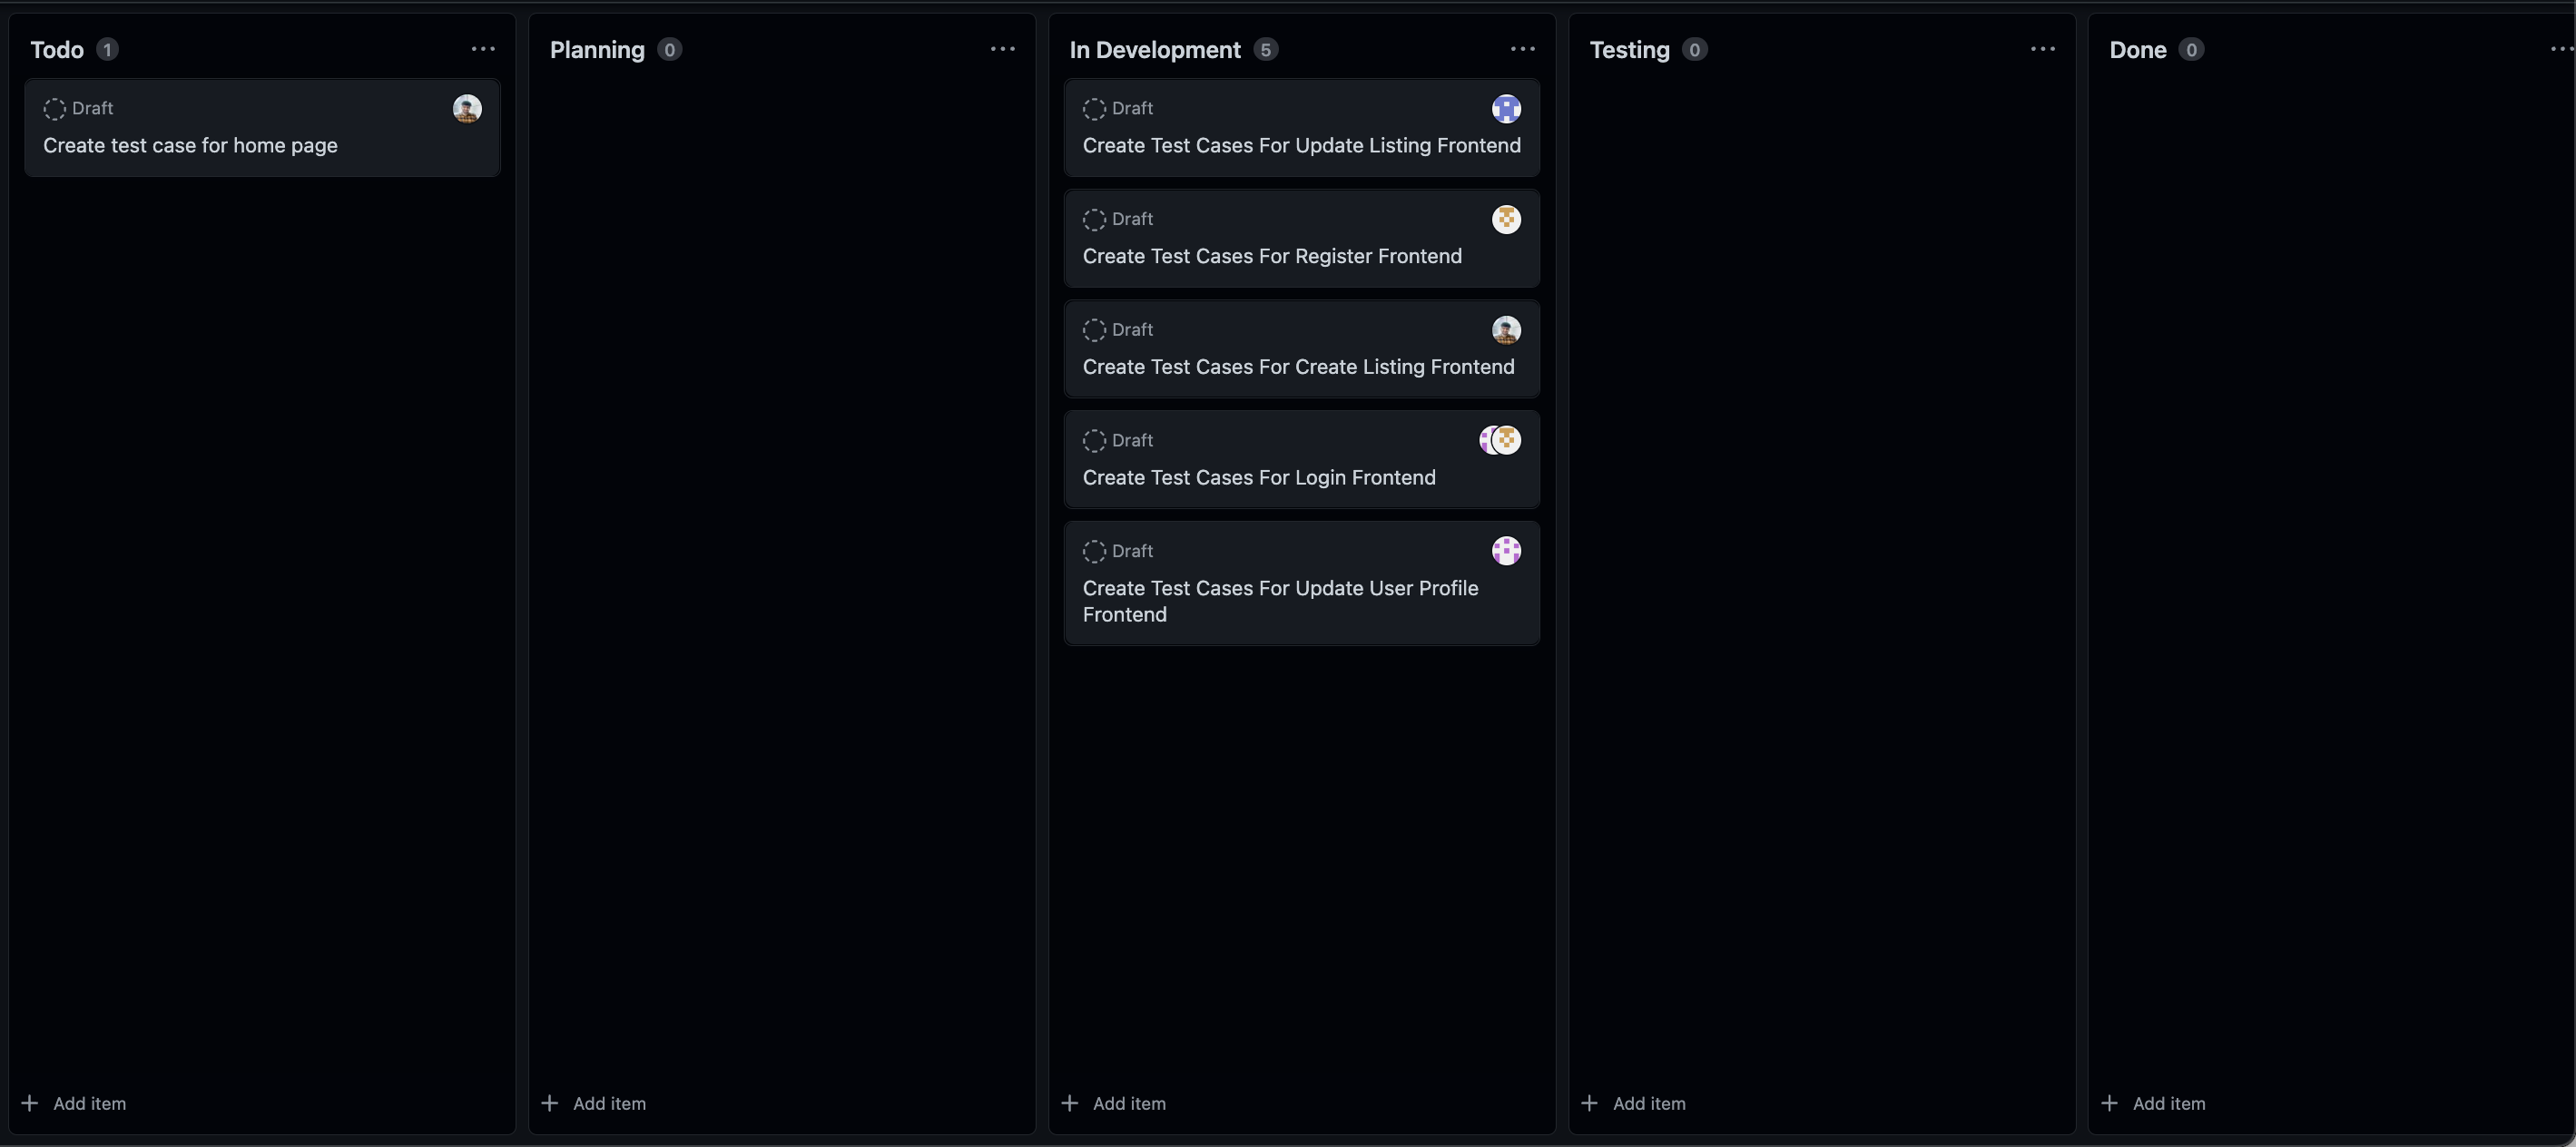 Todo 1
Draft
Create test case for home page
Add item
Planning 0
Add item
In Development 5
Draft
Create Test Cases For Update Listing Frontend
Draft
Create Test Cases For Register Frontend
Draft
Create Test Cases For Create Listing Frontend
Draft
Create Test Cases For Login Frontend
Draft
Create Test Cases For Update User Profile
Frontend
Add item
Testing 0
Add item
Done 0
Add item